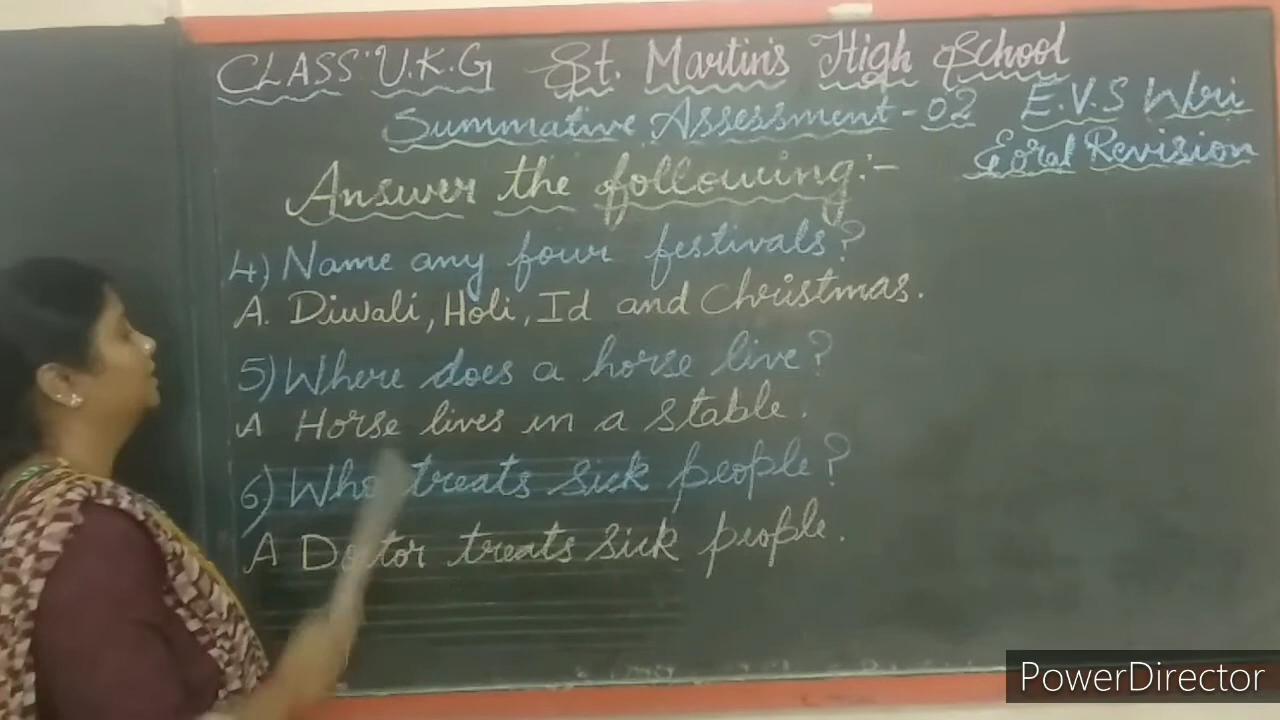 CLASS: U.K.G St. Martin's High School
Summative Assessment-02 E.V.S Wri
& oral Revision
Answer the following:-
4) Name any four festivals?
A. Diwali, Holi, Id and Christmas.
5) Where does a horse live?
A Horse lives in a stable.
6) Who treats sick people?
A Doctor treats sick people.
PowerDirector